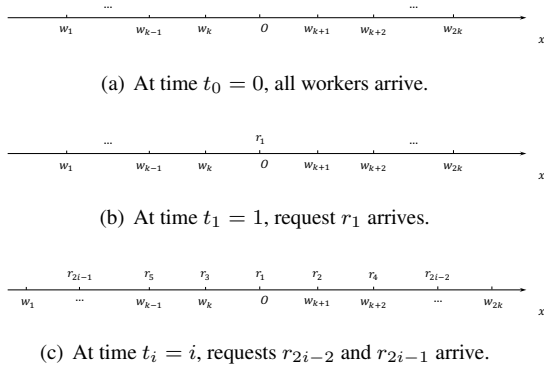 ... ...
w₁ wₖ₋₁ wₖ O wₖ₊₁ wₖ₊₂ w₂ₖ x
(a) At time t₀ = 0, all workers arrive.
r₁
... ...
w₁ wₖ₋₁ wₖ O wₖ₊₁ wₖ₊₂ w₂ₖ x
(b) At time t₁ = 1, request r₁ arrives.
r₂ᵢ₋₁ r₅ r₃ r₁ r₂ r₄ r₂ᵢ₋₂
w₁ ... wₖ₋₁ wₖ O wₖ₊₁ wₖ₊₂ ... w₂ₖ x
(c) At time tᵢ = i, requests r₂ᵢ₋₂ and r₂ᵢ₋₁ arrive.